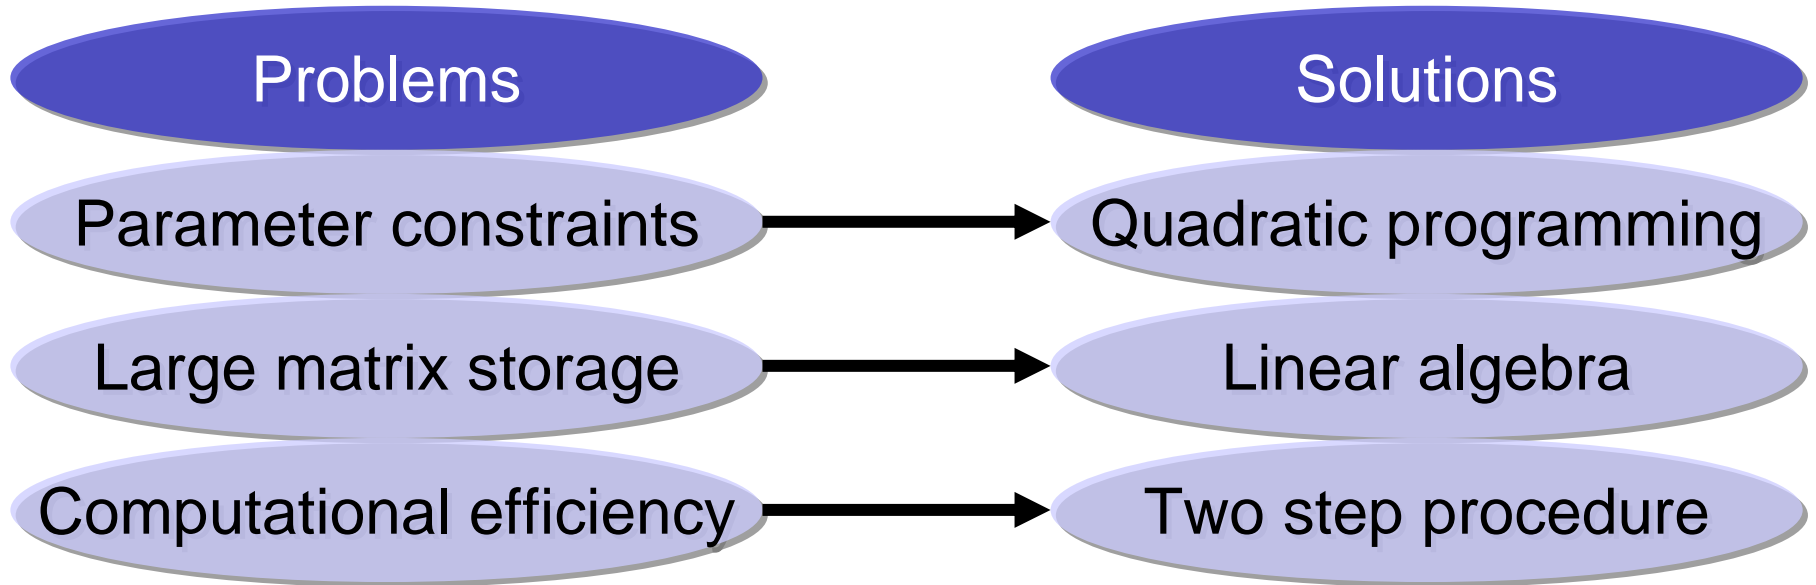 Problems
Solutions
Parameter constraints
Quadratic programming
Large matrix storage
Linear algebra
Computational efficiency
Two step procedure